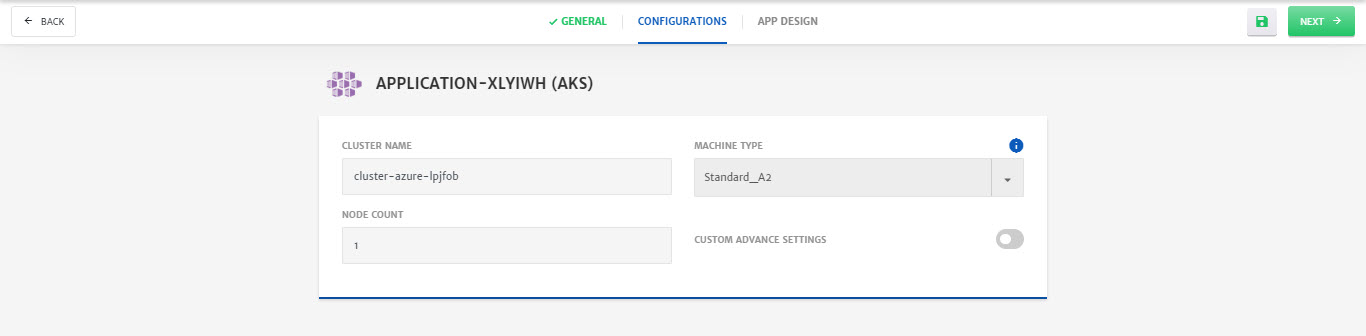 BACK
GENERAL
CONFIGURATIONS
APP DESIGN
NEXT
APPLICATION-XLYIWH (AKS)
CLUSTER NAME
MACHINE TYPE
cluster-azure-lpjfob
Standard_A2
NODE COUNT
1
CUSTOM ADVANCE SETTINGS